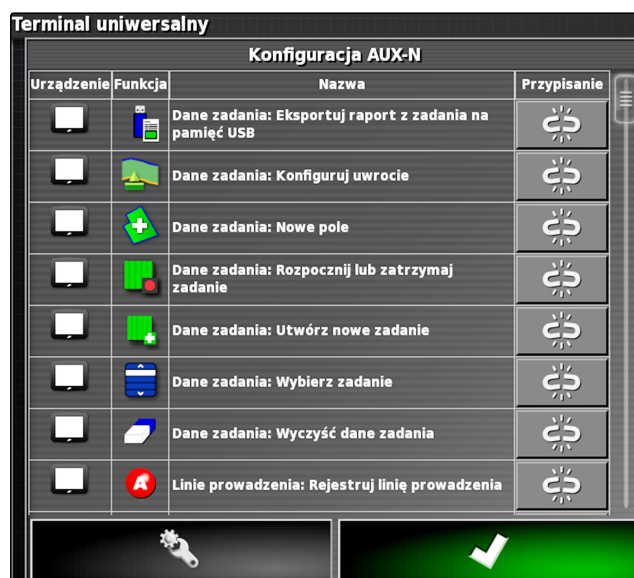 Terminal uniwersalny
Konfiguracja AUX-N
Urządzenie Funkcja Nazwa Przypisanie
Dane zadania: Eksportuj raport z zadania na
pamięć USB
Dane zadania: Konfiguruj uwrocie
Dane zadania: Nowe pole
Dane zadania: Rozpocznij lub zatrzymaj
zadanie
Dane zadania: Utwórz nowe zadanie
Dane zadania: Wybierz zadanie
Dane zadania: Wyczyść dane zadania
A Linie prowadzenia: Rejestruj linię prowadzenia